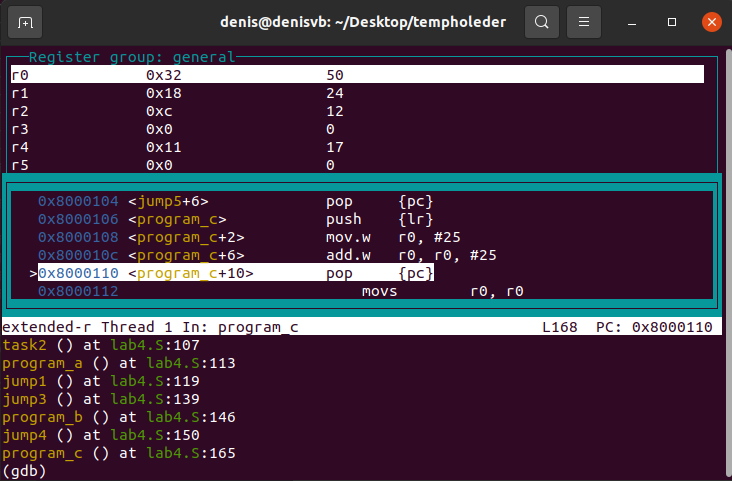 denis@denisvb: ~/Desktop/tempholeder
Register group: general
r0 0x32 50
r1 0x18 24
r2 0xc 12
r3 0x0 0
r4 0x11 17
r5 0x0 0
0x8000104 <jump5+6> pop {pc}
0x8000106 <program_c> push {lr}
0x8000108 <program_c+2> mov.w r0, #25
0x800010c <program_c+6> add.w r0, r0, #25
>0x8000110 <program_c+10> pop {pc}
0x8000112 movs r0, r0
extended-r Thread 1 In: program_c L168 PC: 0x8000110
task2 () at lab4.S:107
program_a () at lab4.S:113
jump1 () at lab4.S:119
jump3 () at lab4.S:139
program_b () at lab4.S:146
jump4 () at lab4.S:150
program_c () at lab4.S:165
(gdb)